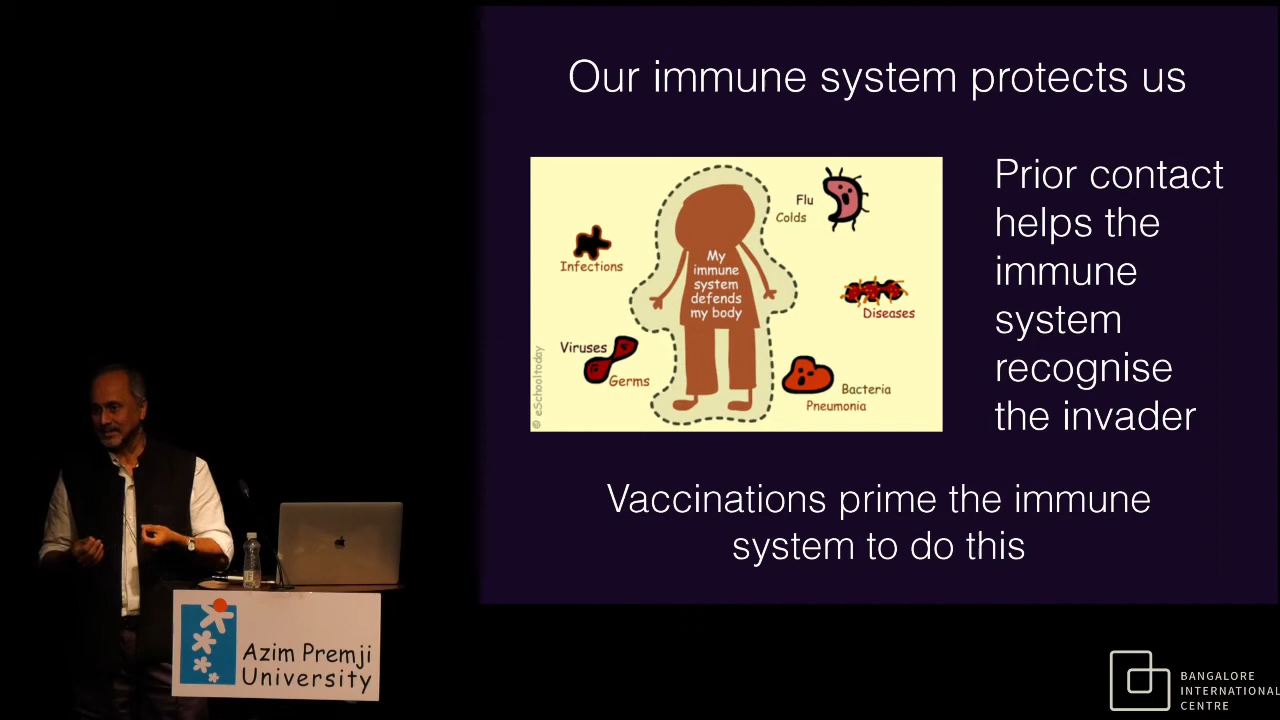 Our immune system protects us
Flu
Colds
Infections
My
immune
system
defends
my body
Diseases
Viruses
Germs
Bacteria
Pneumonia
© eSchooltoday
Prior contact
helps the
immune
system
recognise
the invader
Vaccinations prime the immune
system to do this
Azim Premji
University
BANGALORE
INTERNATIONAL
CENTRE